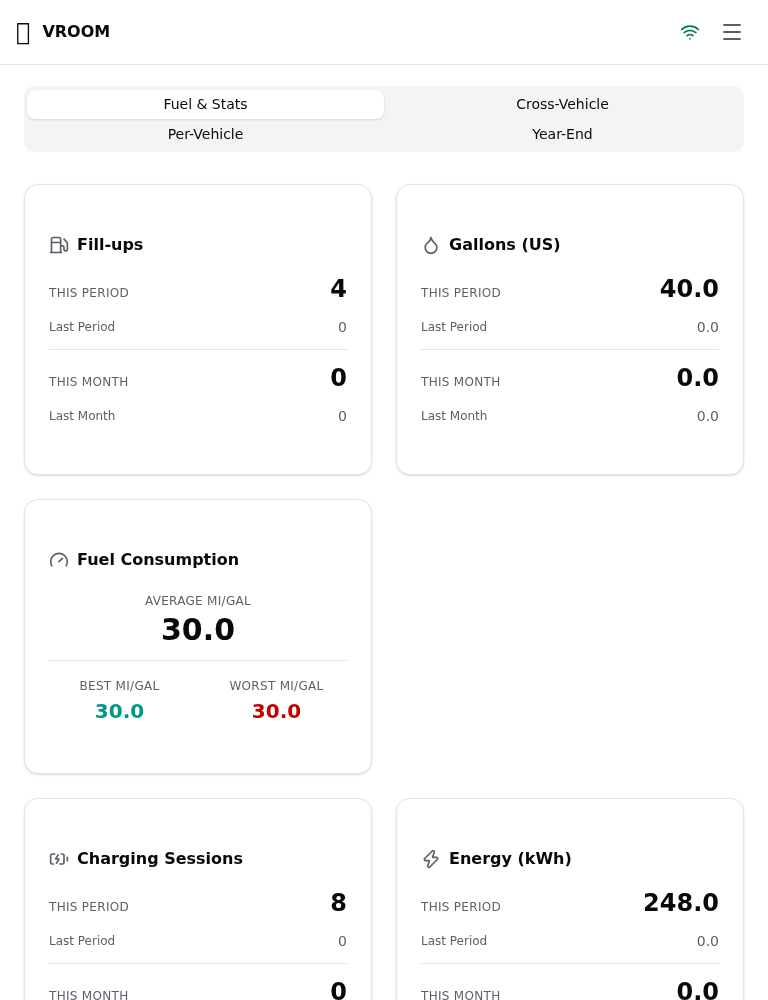 VROOM
Fuel & Stats
Cross-Vehicle
Per-Vehicle
Year-End
Fill-ups
THIS PERIOD 4
Last Period 0
THIS MONTH 0
Last Month 0
Gallons (US)
THIS PERIOD 40.0
Last Period 0.0
THIS MONTH 0.0
Last Month 0.0
Fuel Consumption
AVERAGE MI/GAL
30.0
BEST MI/GAL WORST MI/GAL
30.0 30.0
Charging Sessions
THIS PERIOD 8
Last Period 0
THIS MONTH 0
Energy (kWh)
THIS PERIOD 248.0
Last Period 0.0
THIS MONTH 0.0